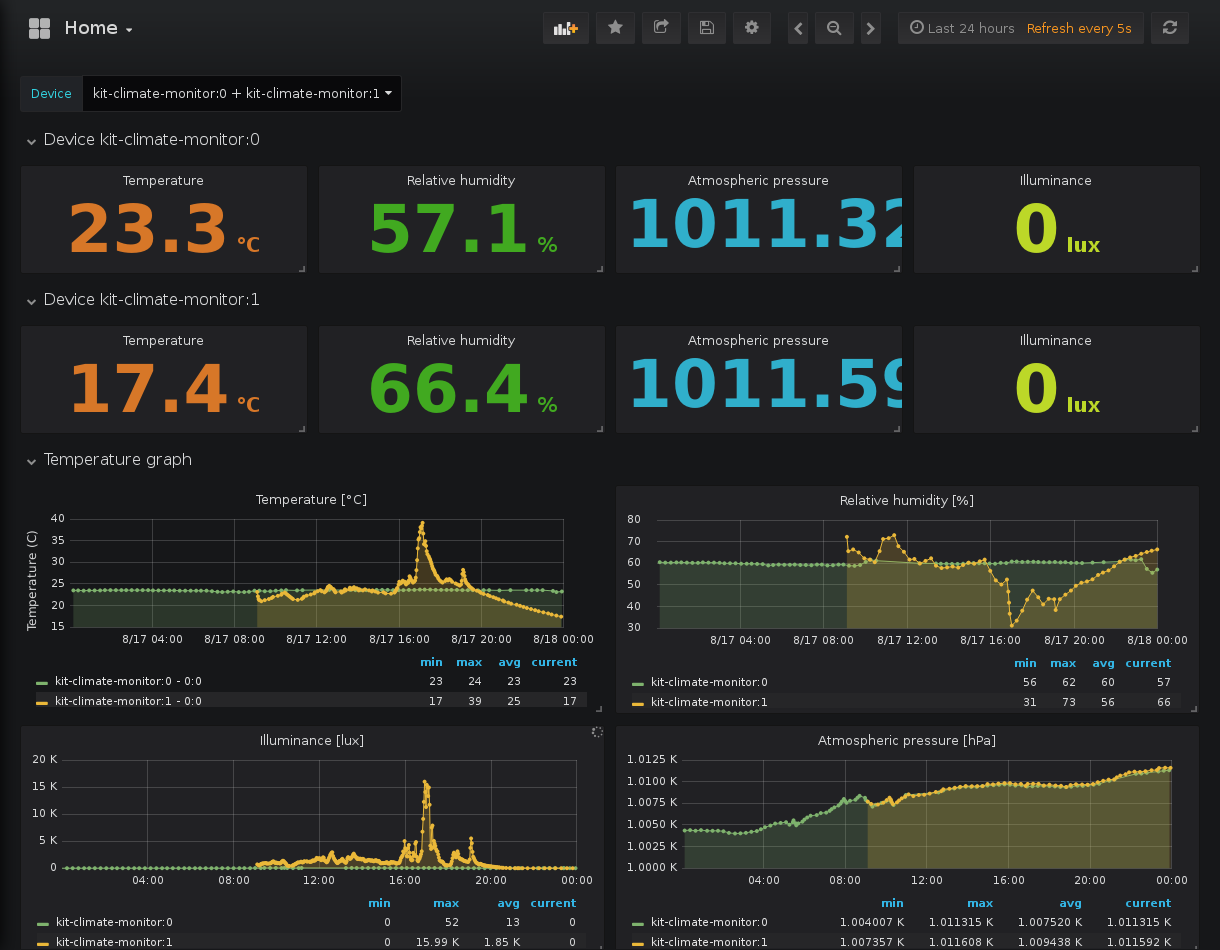 Home
Last 24 hours Refresh every 5s
Device kit-climate-monitor:0 + kit-climate-monitor:1
Device kit-climate-monitor:0
Temperature Relative humidity Atmospheric pressure Illuminance
23.3 °C 57.1 % 1011.32 0 lux
Device kit-climate-monitor:1
Temperature Relative humidity Atmospheric pressure Illuminance
17.4 °C 66.4 % 1011.59 0 lux
Temperature graph
Temperature [°C]
Temperature (C)
40
35
30
25
20
15
8/17 04:00 8/17 08:00 8/17 12:00 8/17 16:00 8/17 20:00 8/18 00:00
min max avg current
kit-climate-monitor:0 - 0:0 23 24 23 23
kit-climate-monitor:1 - 0:0 17 39 25 17
Relative humidity [%]
80
70
60
50
40
30
8/17 04:00 8/17 08:00 8/17 12:00 8/17 16:00 8/17 20:00 8/18 00:00
min max avg current
kit-climate-monitor:0 56 62 60 57
kit-climate-monitor:1 31 73 56 66
Illuminance [lux]
20 K
15 K
10 K
5 K
0
04:00 08:00 12:00 16:00 20:00 00:00
min max avg current
kit-climate-monitor:0 0 52 13 0
kit-climate-monitor:1 0 15.99 K 1.85 K 0
Atmospheric pressure [hPa]
1.0125 K
1.0100 K
1.0075 K
1.0050 K
1.0025 K
1.0000 K
04:00 08:00 12:00 16:00 20:00 00:00
min max avg current
kit-climate-monitor:0 1.004007 K 1.011315 K 1.007520 K 1.011315 K
kit-climate-monitor:1 1.007357 K 1.011608 K 1.009438 K 1.011592 K